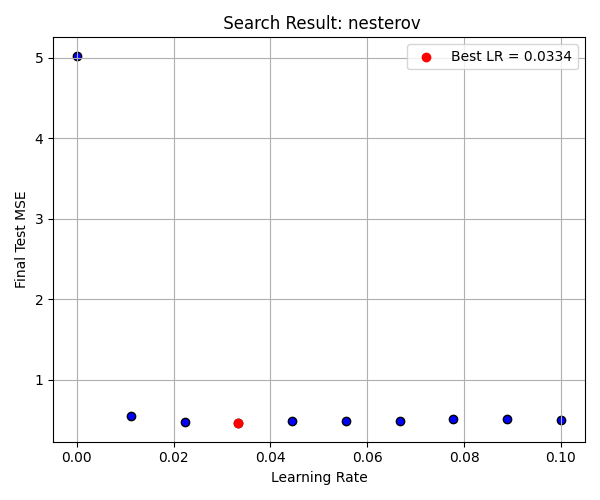 Search Result: nesterov
Best LR = 0.0334
Final Test MSE
5
4
3
2
1
0.00 0.02 0.04 0.06 0.08 0.10
Learning Rate